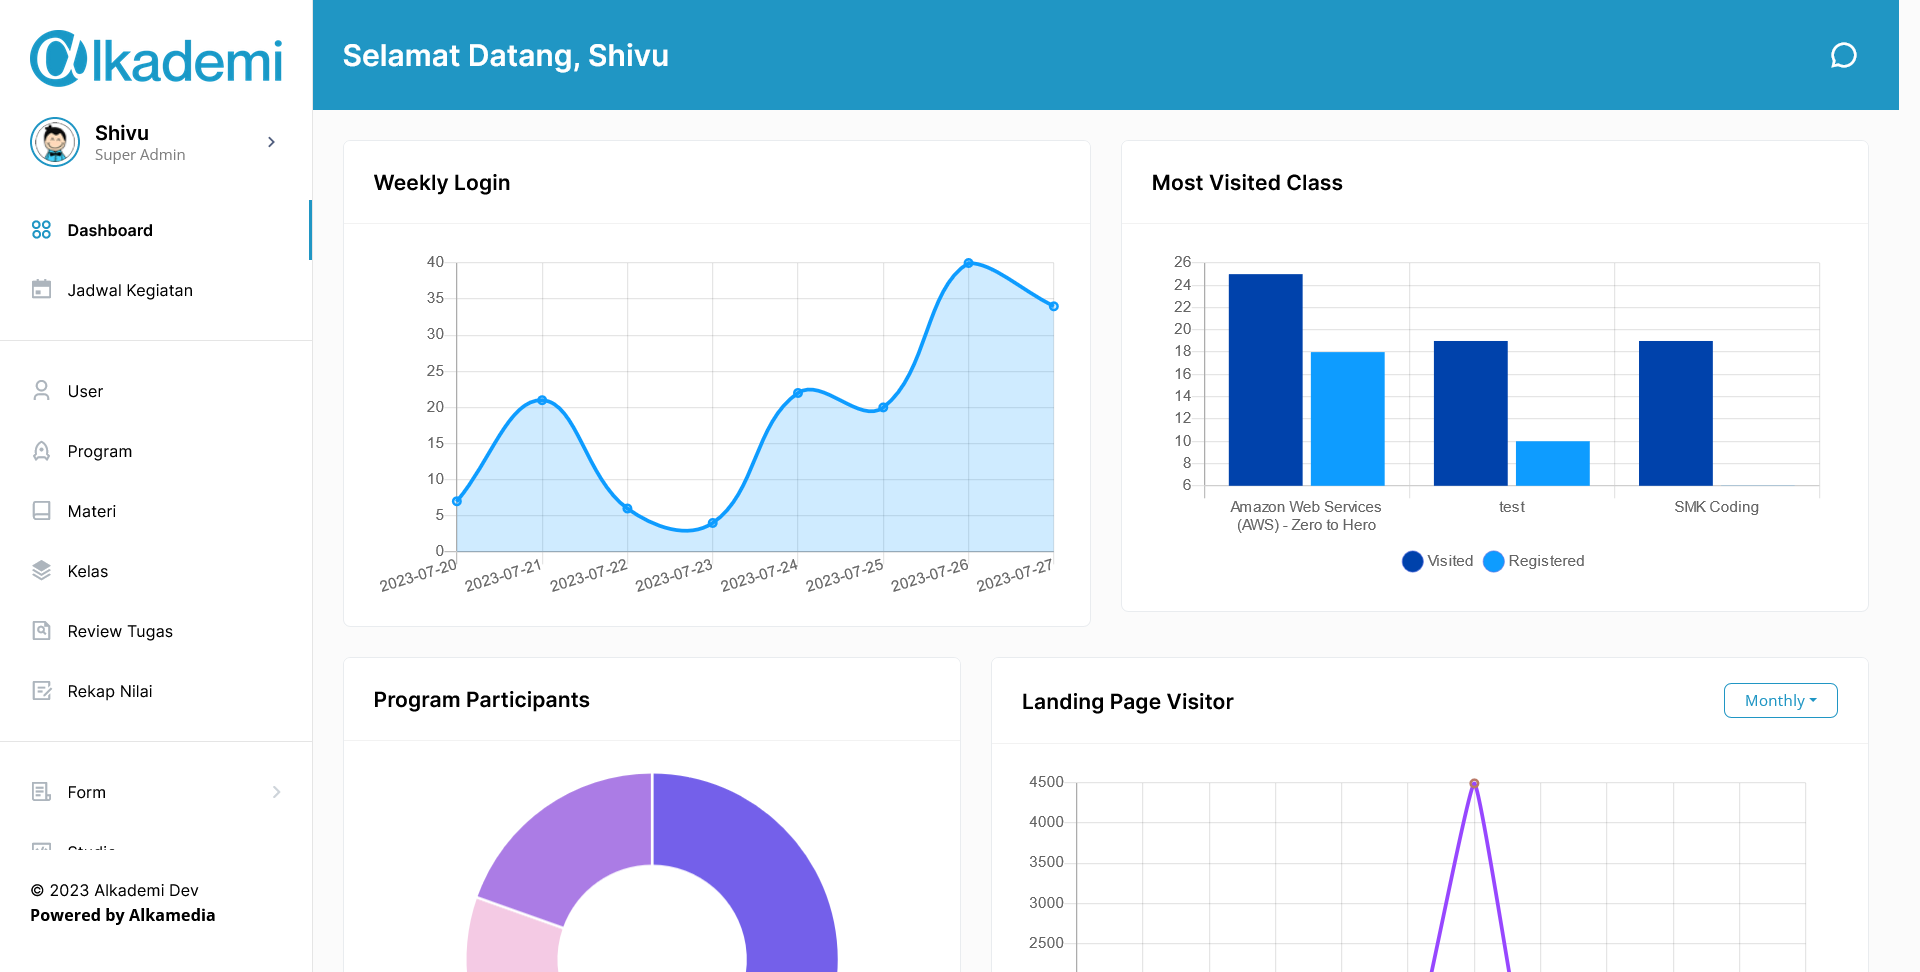 Alkademi
Shivu
Super Admin
Dashboard
Jadwal Kegiatan
User
Program
Materi
Kelas
Review Tugas
Rekap Nilai
Form
Studio
© 2023 Alkademi Dev
Powered by Alkamedia
Selamat Datang, Shivu
Weekly Login
40
35
30
25
20
15
10
5
0
2023-07-20
2023-07-21
2023-07-22
2023-07-23
2023-07-24
2023-07-25
2023-07-26
2023-07-27
Most Visited Class
26
24
22
20
18
16
14
12
10
8
6
Amazon Web Services
(AWS) - Zero to Hero
test
SMK Coding
Visited
Registered
Program Participants
Landing Page Visitor
Monthly
4500
4000
3500
3000
2500